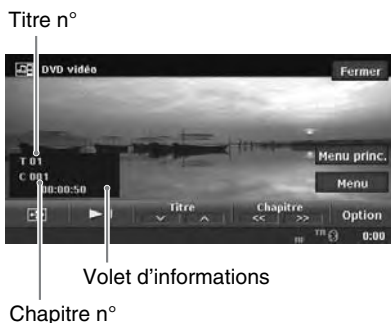 Titre n°
DVD vidéo
Fermer
T 01
C 001
00:00:50
Menu princ.
Menu
Titre
Chapitre
<< >>
Option
TR
0:00
Volet d'informations
Chapitre n°